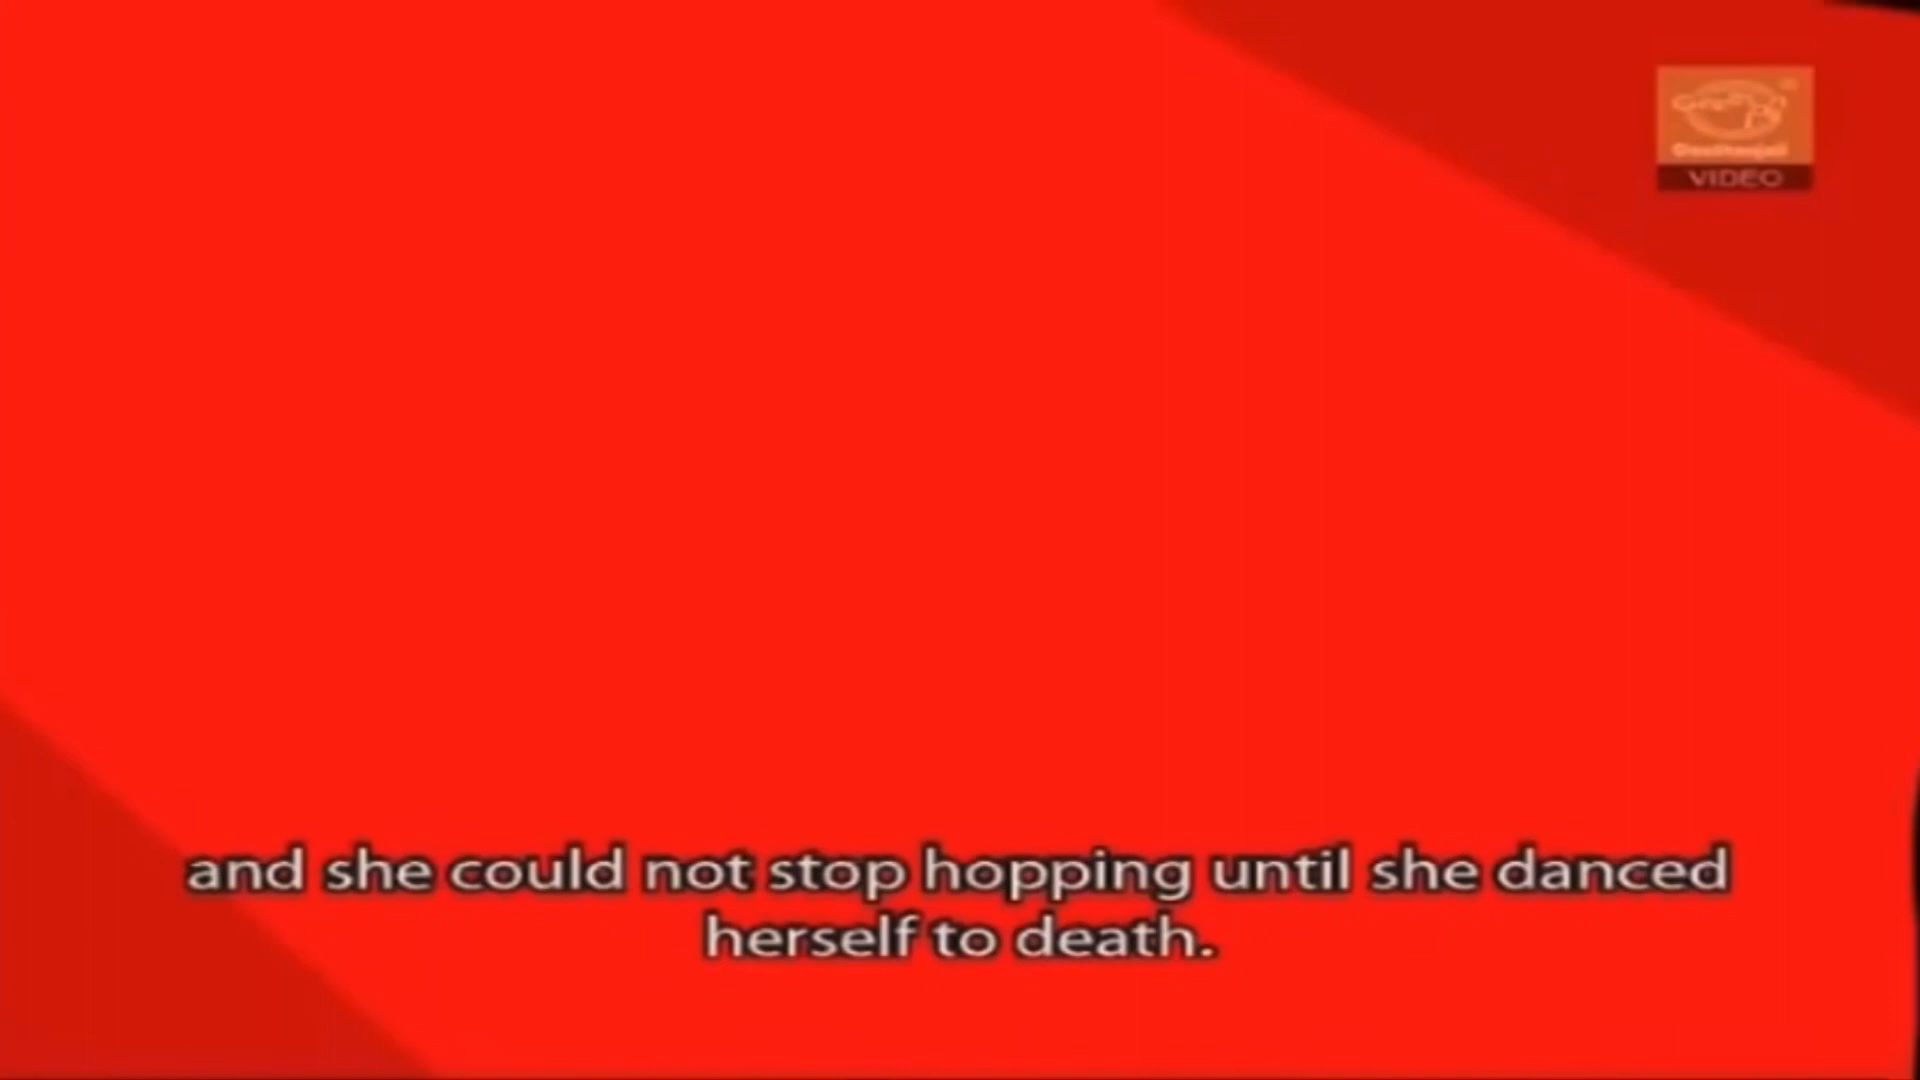 VIDEO
and she could not stop hopping until she danced
herself to death.